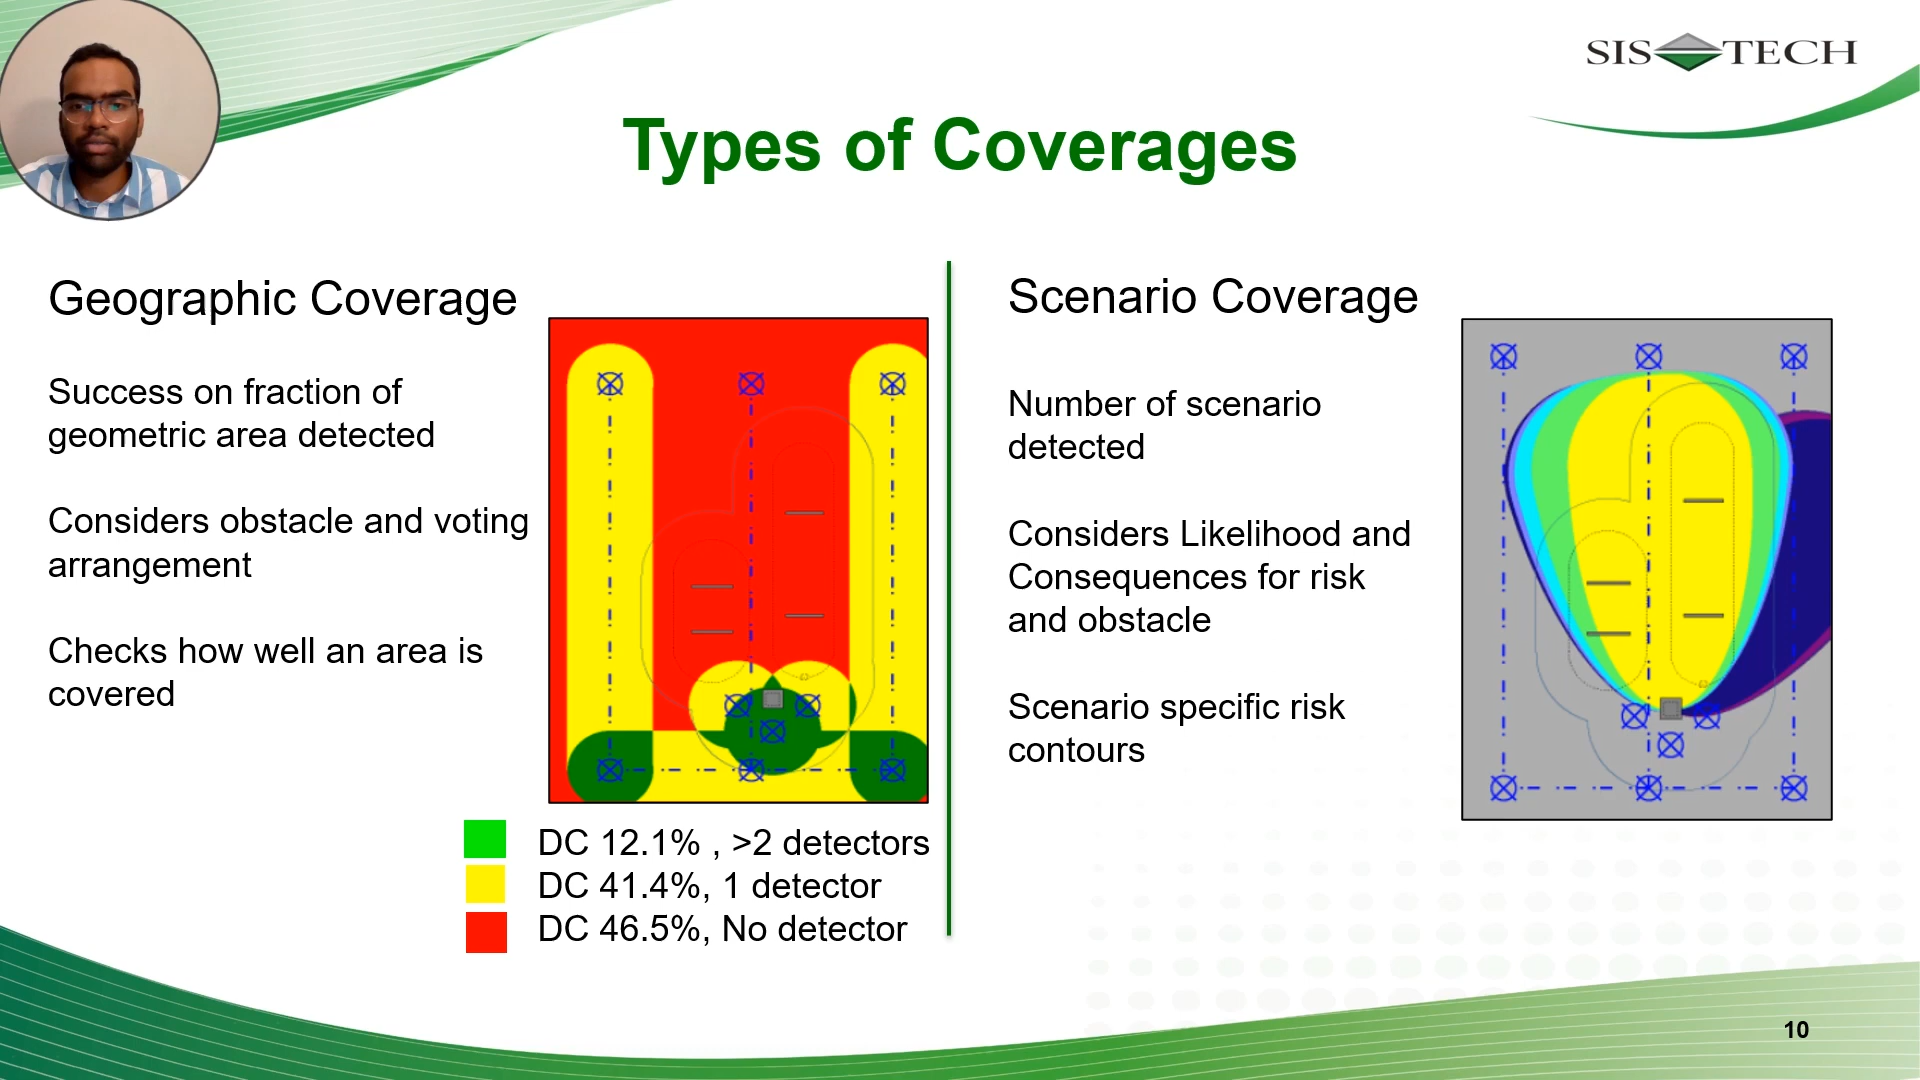 SIS TECH
Types of Coverages
Geographic Coverage
Success on fraction of
geometric area detected
Considers obstacle and voting
arrangement
Checks how well an area is
covered
DC 12.1% , >2 detectors
DC 41.4%, 1 detector
DC 46.5%, No detector
Scenario Coverage
Number of scenario
detected
Considers Likelihood and
Consequences for risk
and obstacle
Scenario specific risk
contours
10